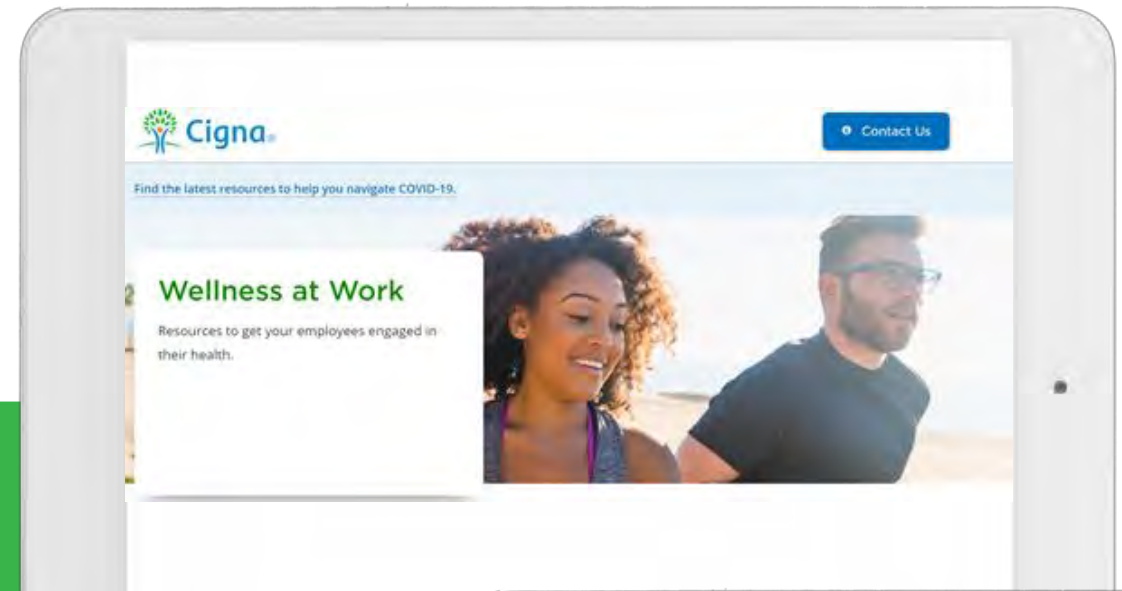 Cigna®
Contact Us
Find the latest resources to help you navigate COVID-19.
Wellness at Work
Resources to get your employees engaged in
their health.